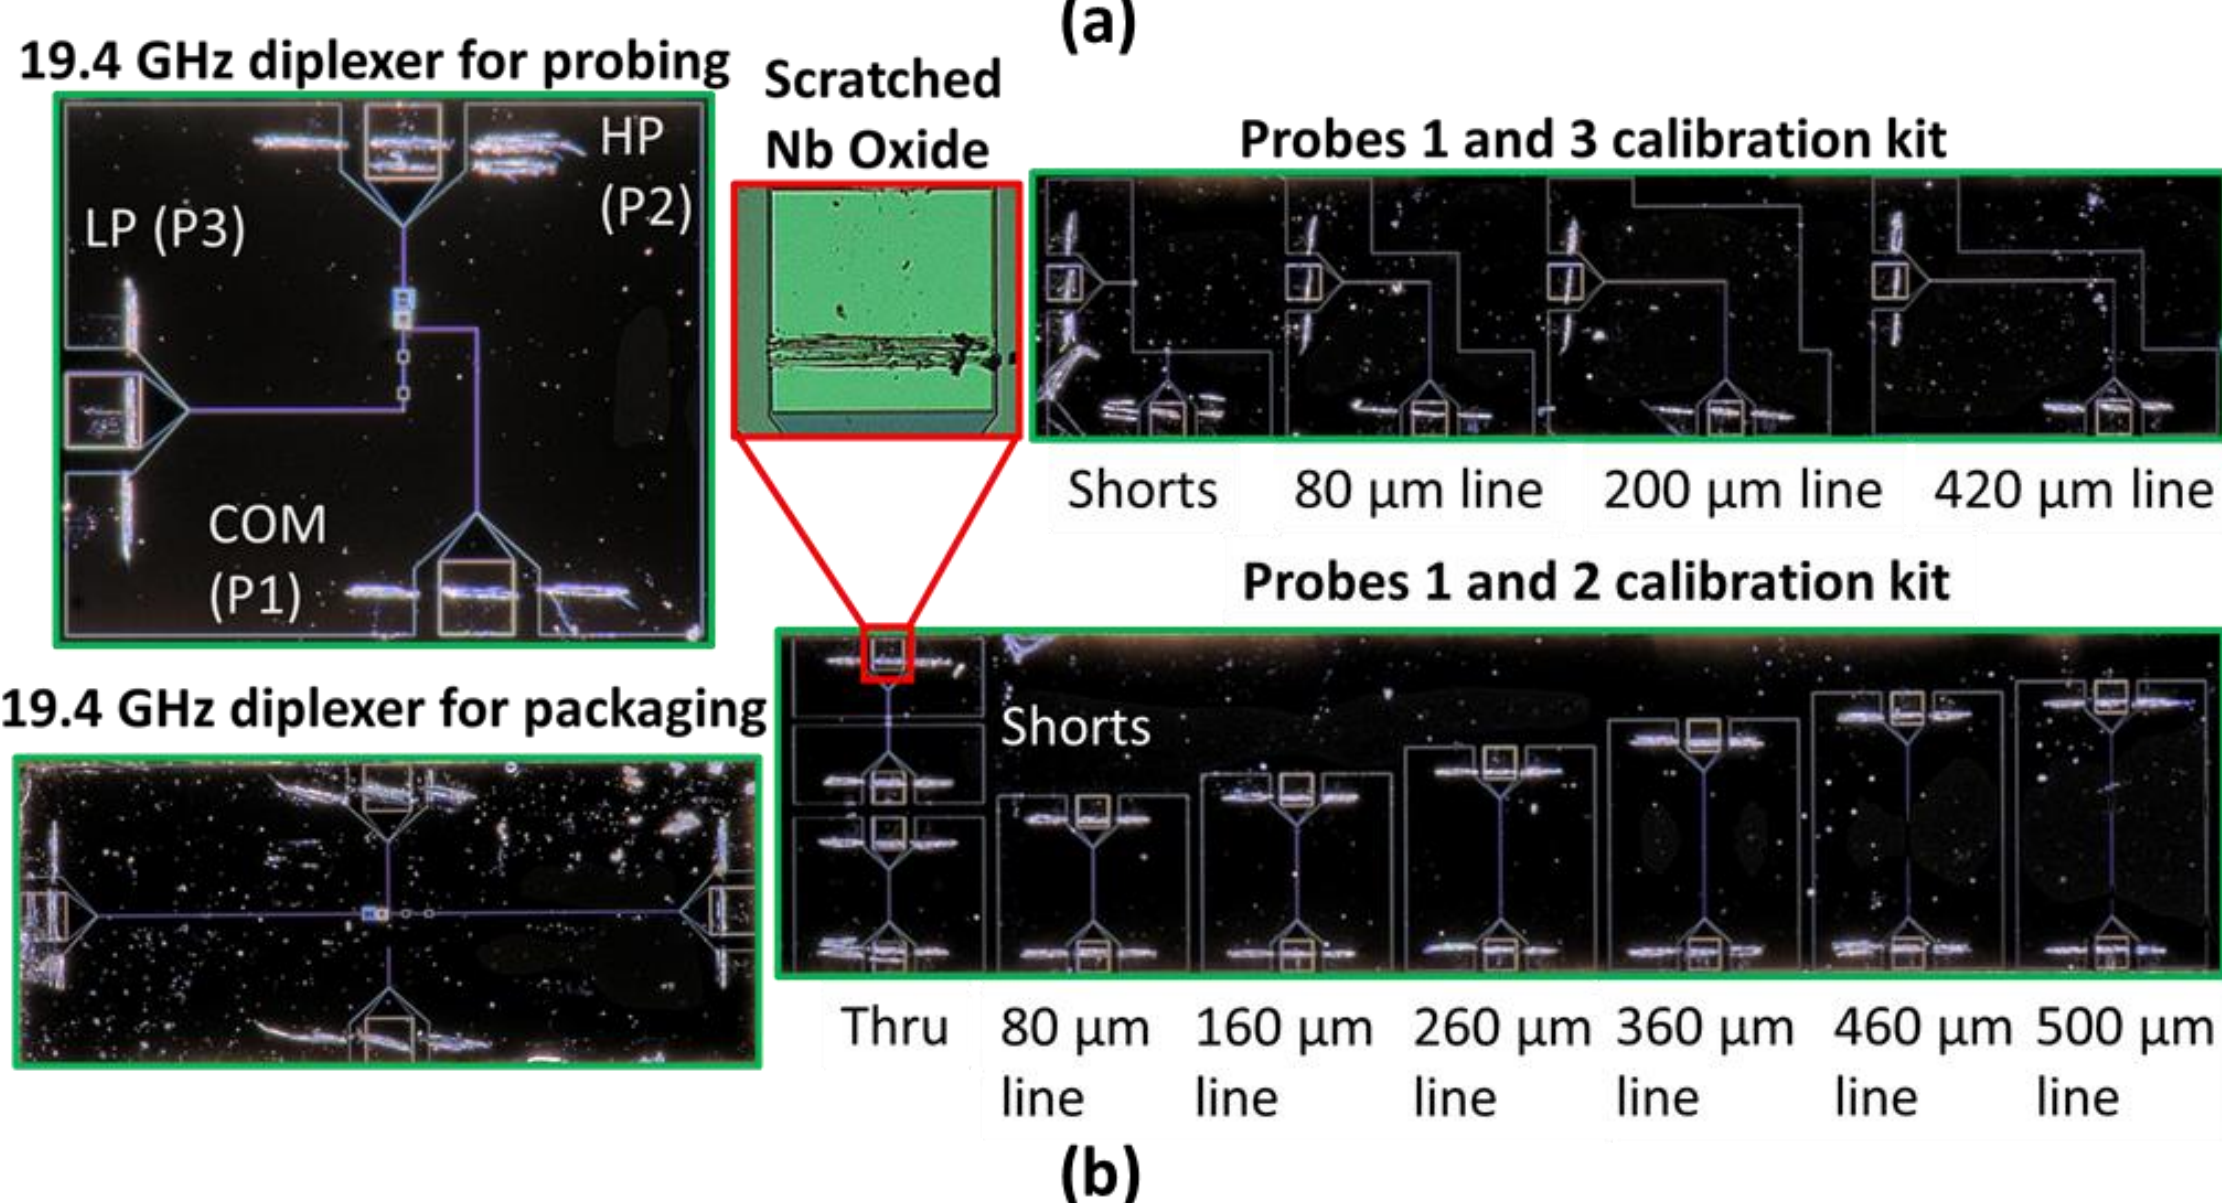 (a)
19.4 GHz diplexer for probing
HP
(P2)
LP (P3)
COM
(P1)
Scratched
Nb Oxide
Probes 1 and 3 calibration kit
Shorts
80 µm line
200 µm line
420 µm line
19.4 GHz diplexer for packaging
Probes 1 and 2 calibration kit
Shorts
Thru
80 µm
line
160 µm
line
260 µm
line
360 µm
line
460 µm
line
500 µm
line
(b)